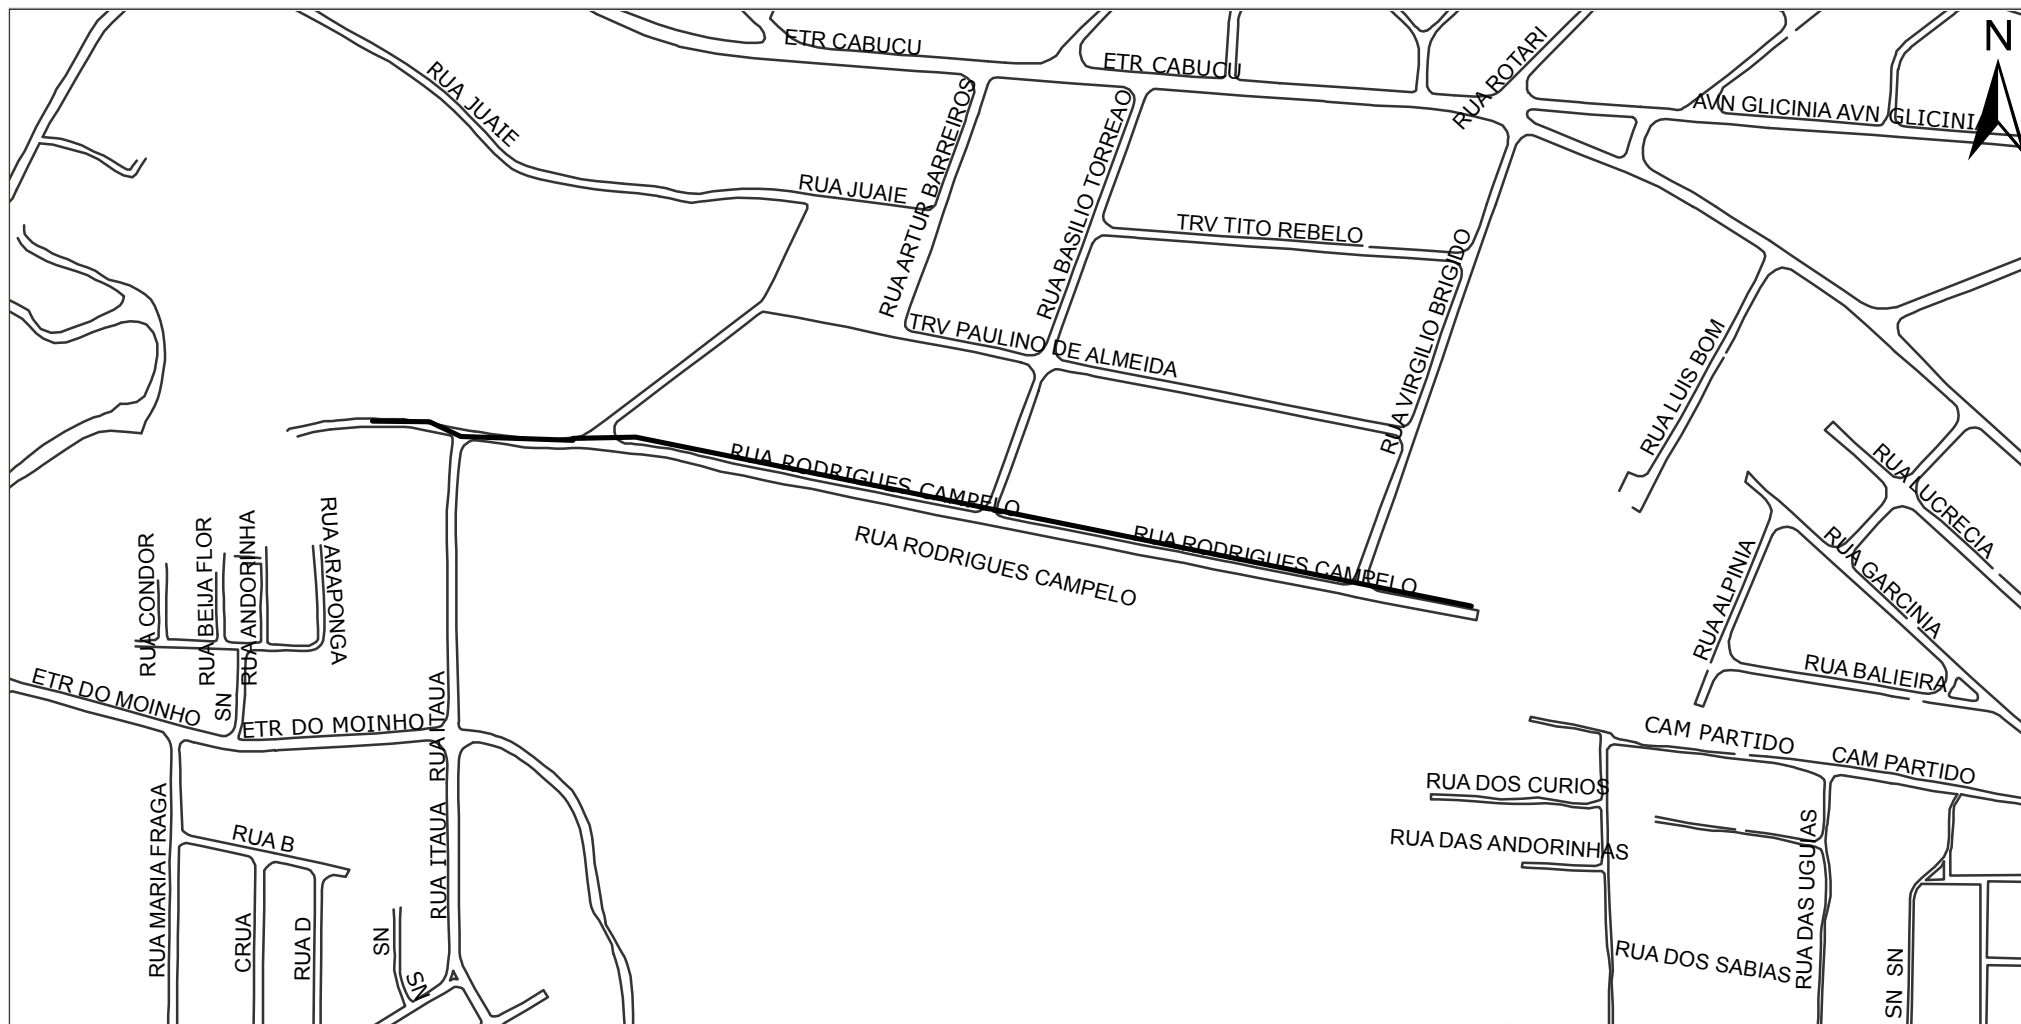 N
ETR CABUCU
ETR CABUCU
RUA ROTARI
AVN GLICINIA AVN GLICINIA
RUA JUAIE
RUA JUAIE
RUA ARTUR BARREIROS
RUA BASILIO TORREAO
TRV TITO REBELO
RUA VIRGILIO BRIGIDO
TRV PAULINO DE ALMEIDA
RUA LUIS BOM
RUA RODRIGUES CAMPELO
RUA RODRIGUES CAMPELO
RUA RODRIGUES CAMPELO
RUA LUCRECIA
RUA GARCINIA
RUA ALPINIA
RUA BALIEIRA
RUA CONDOR
RUA BEIJA FLOR
RUA ANDORINHA
RUA ARAPONGA
ETR DO MOINHO
SN
ETR DO MOINHO
RUA ITAUA
RUA ITAUA
RUA MARIA FRAGA
RUA B
CRUA
RUA D
SN
SN
CAM PARTIDO
CAM PARTIDO
RUA DOS CURIOS
RUA DAS ANDORINHAS
RUA DAS UGUIAS
RUA DOS SABIAS
SN
SN